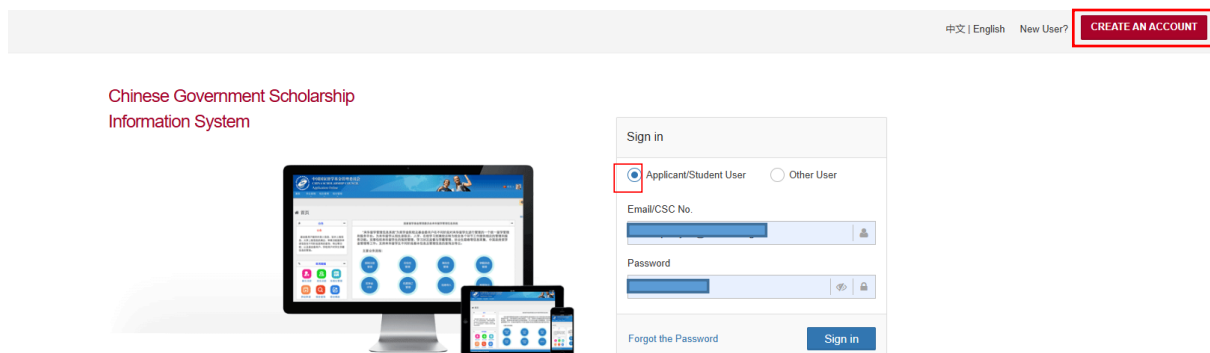 中文 | English New User? CREATE AN ACCOUNT
Chinese Government Scholarship
Information System
Sign in
Applicant/Student User Other User
Email/CSC No.
Password
Forgot the Password Sign in